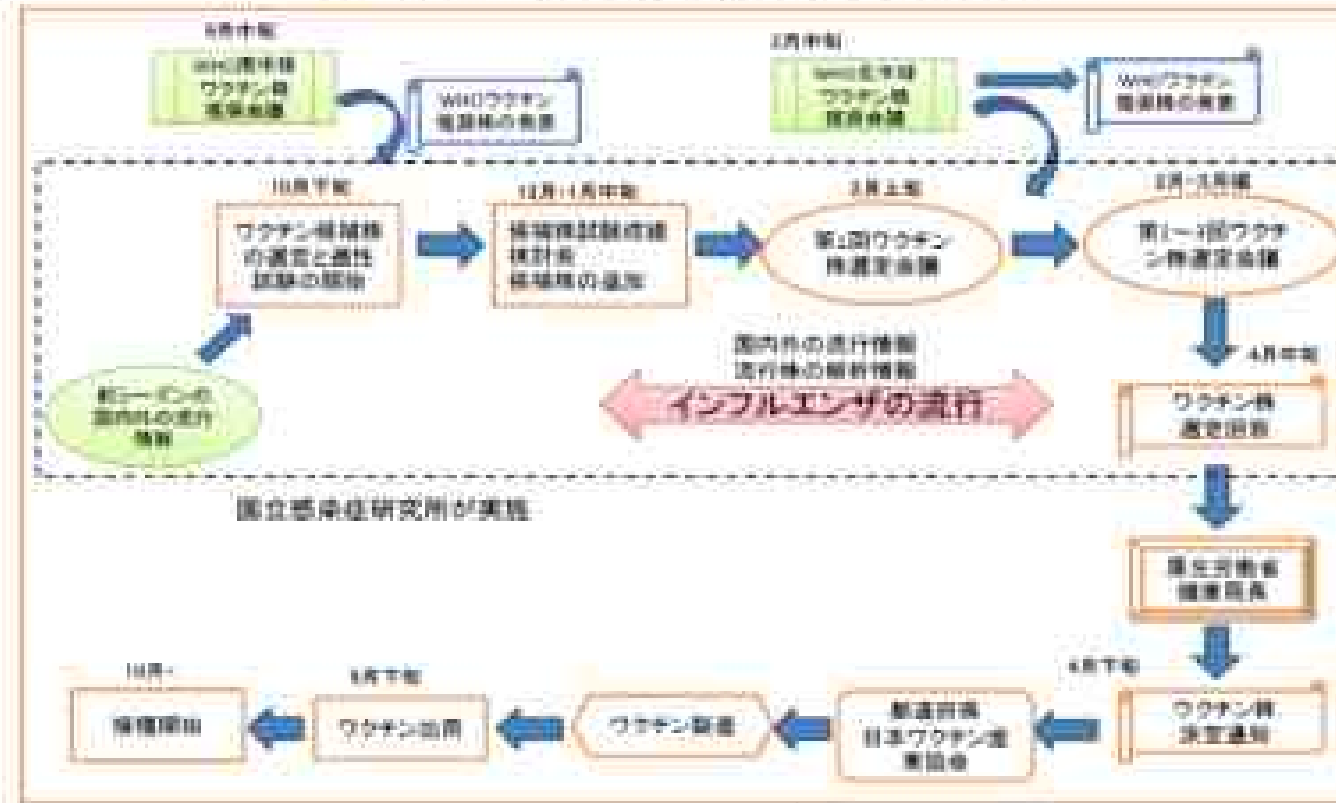 9月中旬
WHO南半球
ワクチン株
推奨会議
WHOワクチン
推奨株の発表
2月中旬
WHO北半球
ワクチン株
推奨会議
WHOワクチン
推奨株の発表
10月下旬
ワクチン候補株
の選定と適性
試験の開始
12月-1月中旬
候補株試験成績
検討会
候補株の追加
2月上旬
第1回ワクチン
株選定会議
2月-3月
ワクチ
ン株選定会議
前シーズンの
国内外の流行
情報
国内外の流行情報
流行株の解析情報
インフルエンザの流行
4月中旬
ワクチン株
選定
国立感染症研究所が実施
厚生労働省
健康局長
4月下旬
ワクチン株
決定通知
都道府県
日本ワクチン産
業協会
ワクチン製造
9月下旬
ワクチン出荷
10月-
接種開始